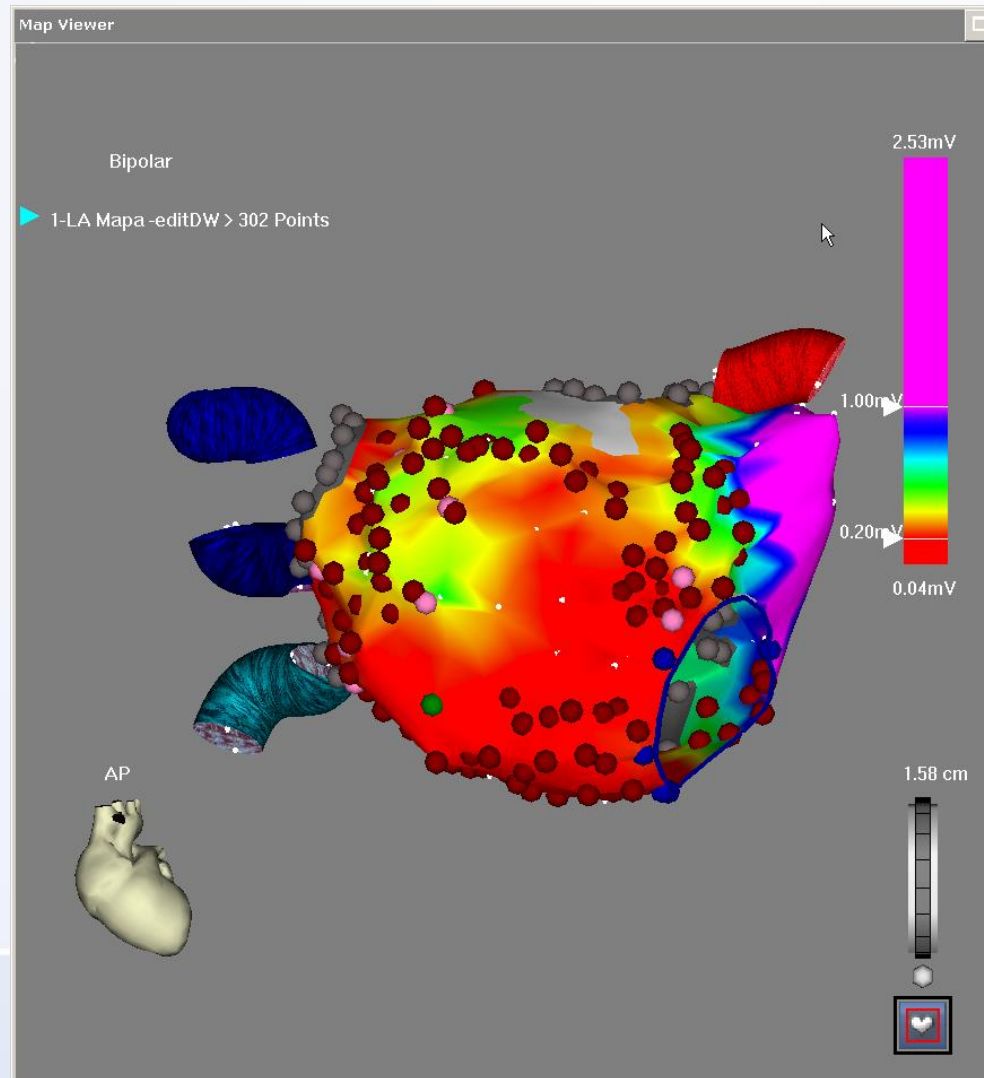 Map Viewer
Bipolar
1-LA Mapa -editDW > 302 Points
2.53mV
1.00mV
0.20mV
0.04mV
AP
1.58 cm